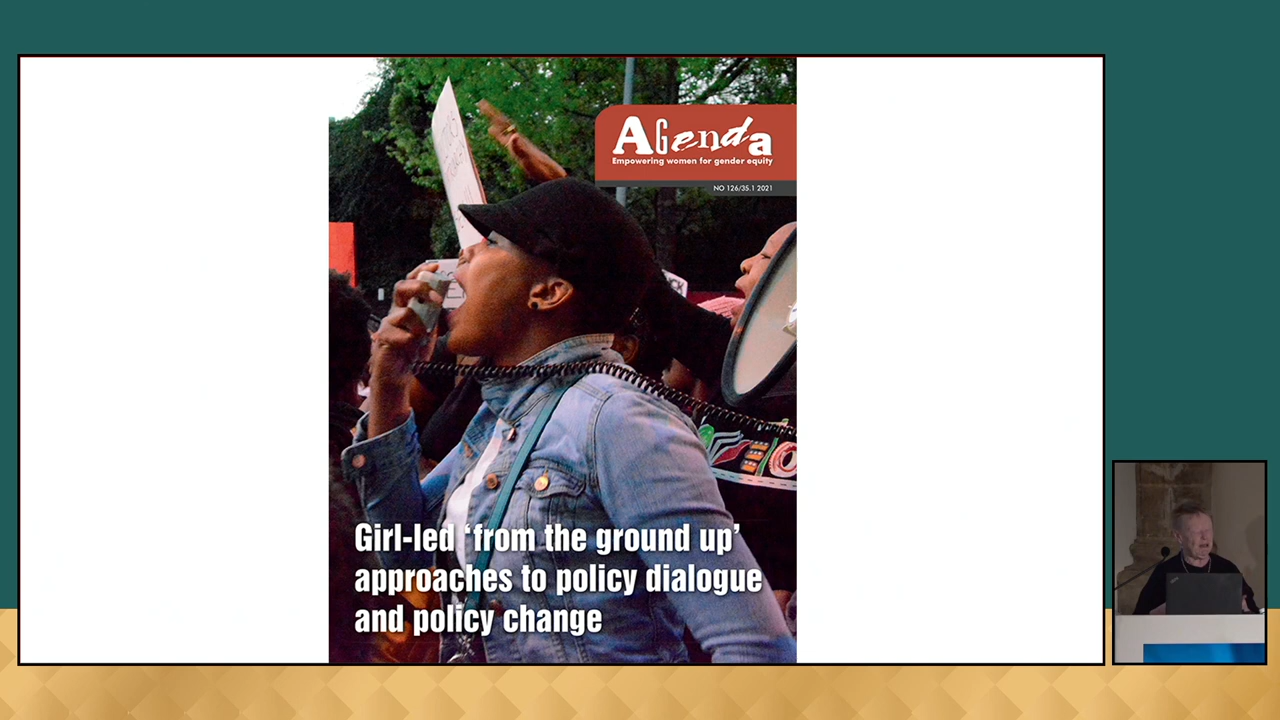 AGenda
Empowering women for gender equity
NO 126/35.1 2021
Girl-led ‘from the ground up’
approaches to policy dialogue
and policy change